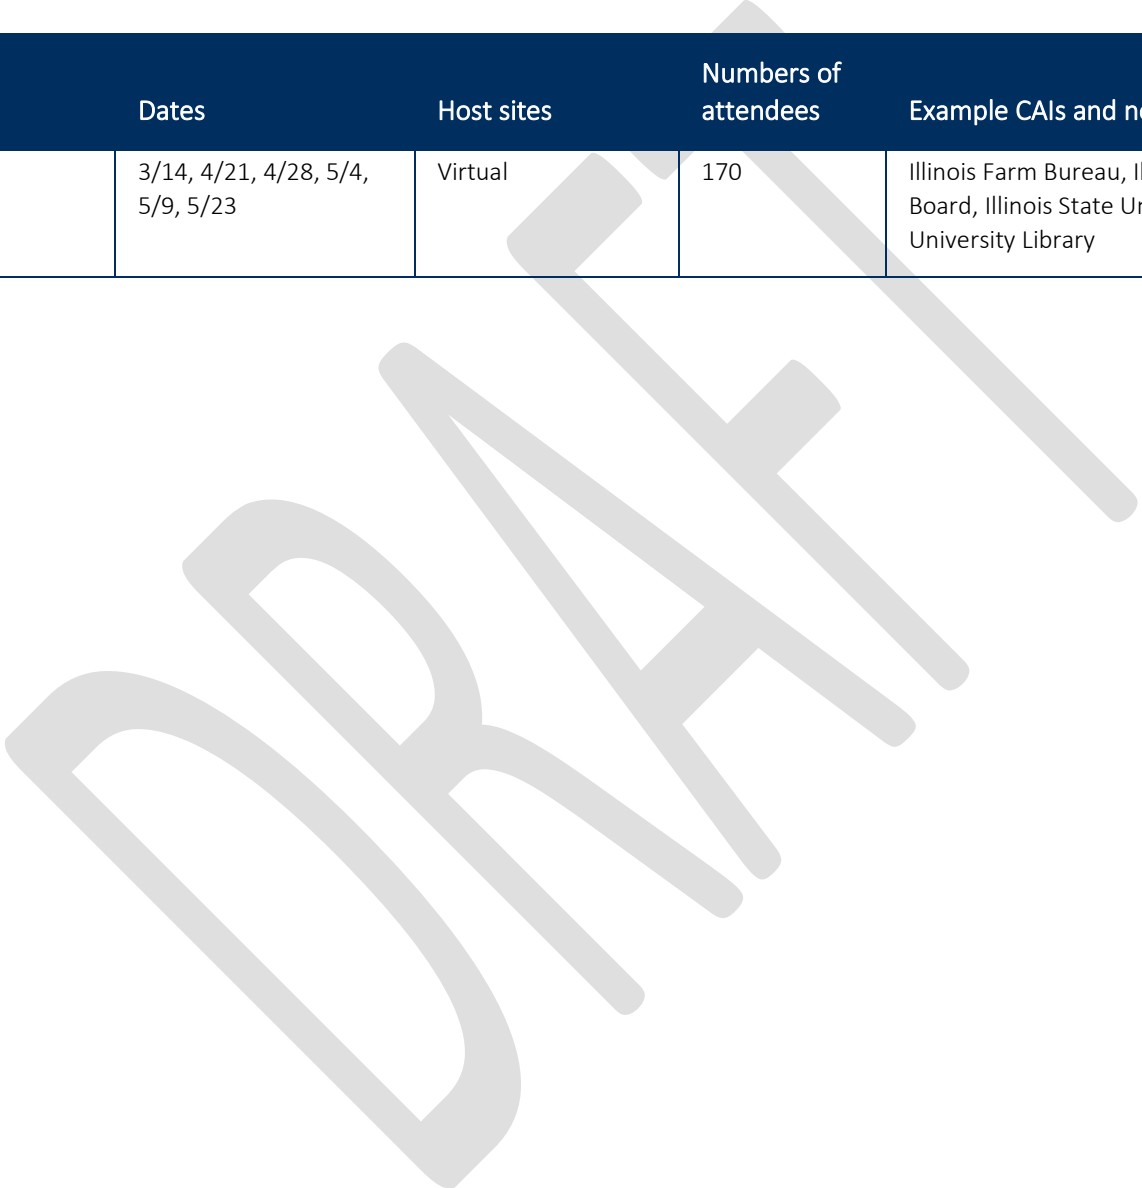 Numbers of
Dates Host sites attendees Example CAIs and
3/14, 4/21, 4/28, 5/4, Virtual 170 Illinois Farm Bureau,
5/9, 5/23 Board, Illinois State
University Library
DRAFT